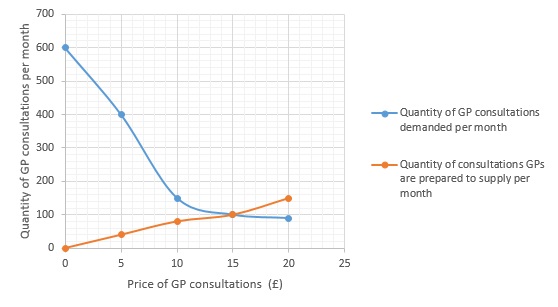 700
600
500
400
300
200
100
0
0 5 10 15 20 25
Quantity of GP consultations per month
Price of GP consultations (£)
Quantity of GP consultations
demanded per month
Quantity of consultations GPs
are prepared to supply per
month